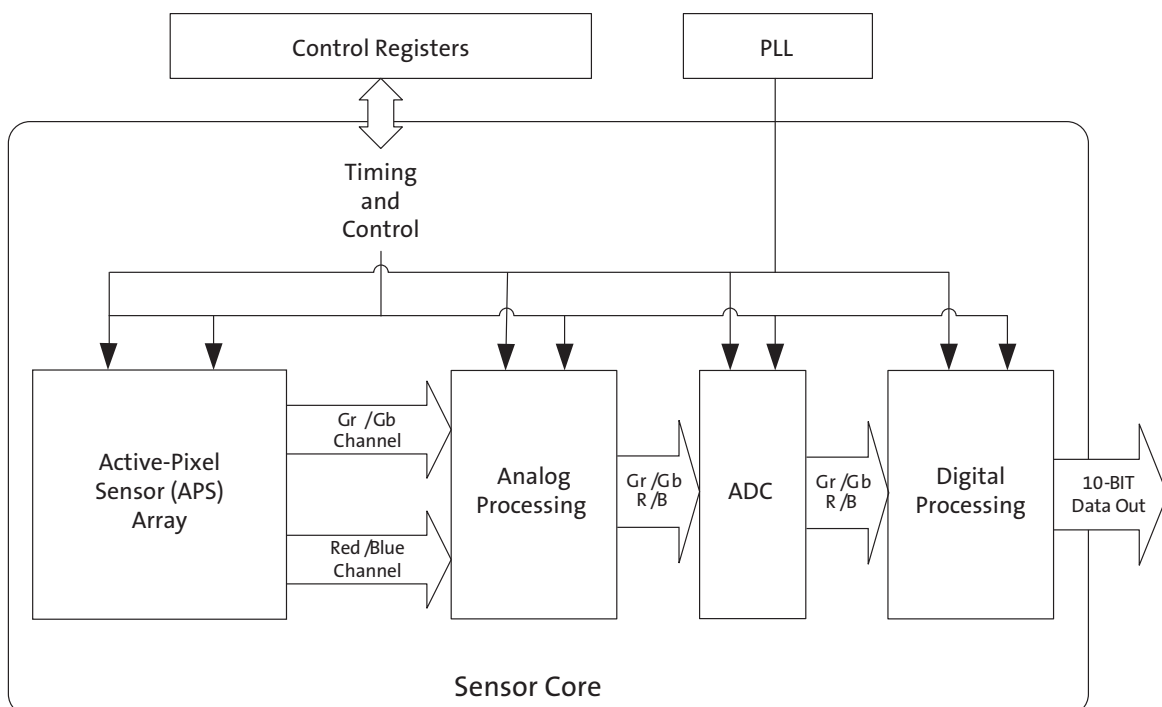 Control Registers
PLL
Timing
and
Control
Active-Pixel
Sensor (APS)
Array
Gr /Gb
Channel
Red /Blue
Channel
Analog
Processing
Gr /Gb
R /B
ADC
Gr /Gb
R /B
Digital
Processing
10-BIT
Data Out
Sensor Core